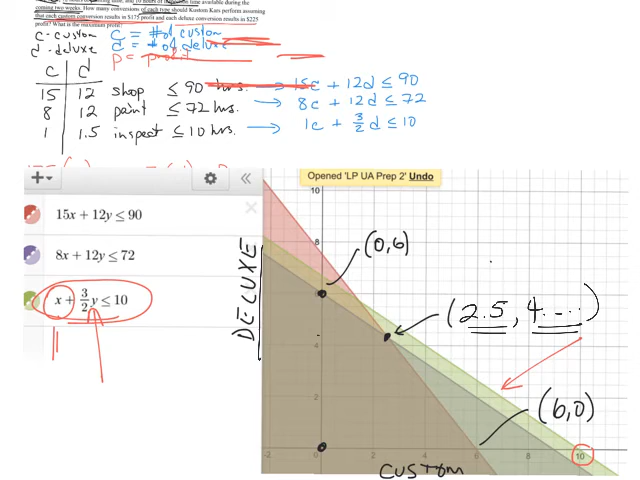 coming two weeks. How many conversions of each type should Kustom Kars perform assuming
that each custom conversion results in $175 profit and each deluxe conversion results in $225
profit? What is the maximum profit?
c-custom c = # of custom
d-deluxe d = # of deluxe
p = profit
c d
15 12 shop ≤ 90 hrs. → 15c + 12d ≤ 90
8 12 paint ≤ 72 hrs. → 8c + 12d ≤ 72
1 1.5 inspect ≤ 10 hrs. → 1c + 3/2 d ≤ 10
Opened 'LP UA Prep 2' Undo
15x + 12y ≤ 90
8x + 12y ≤ 72
x + 3/2 y ≤ 10
DELUXE
10
8
4
2
(0,6)
(2.5, 4....)
(6,0)
-2 0 2 4 6 8 10
CUSTOM